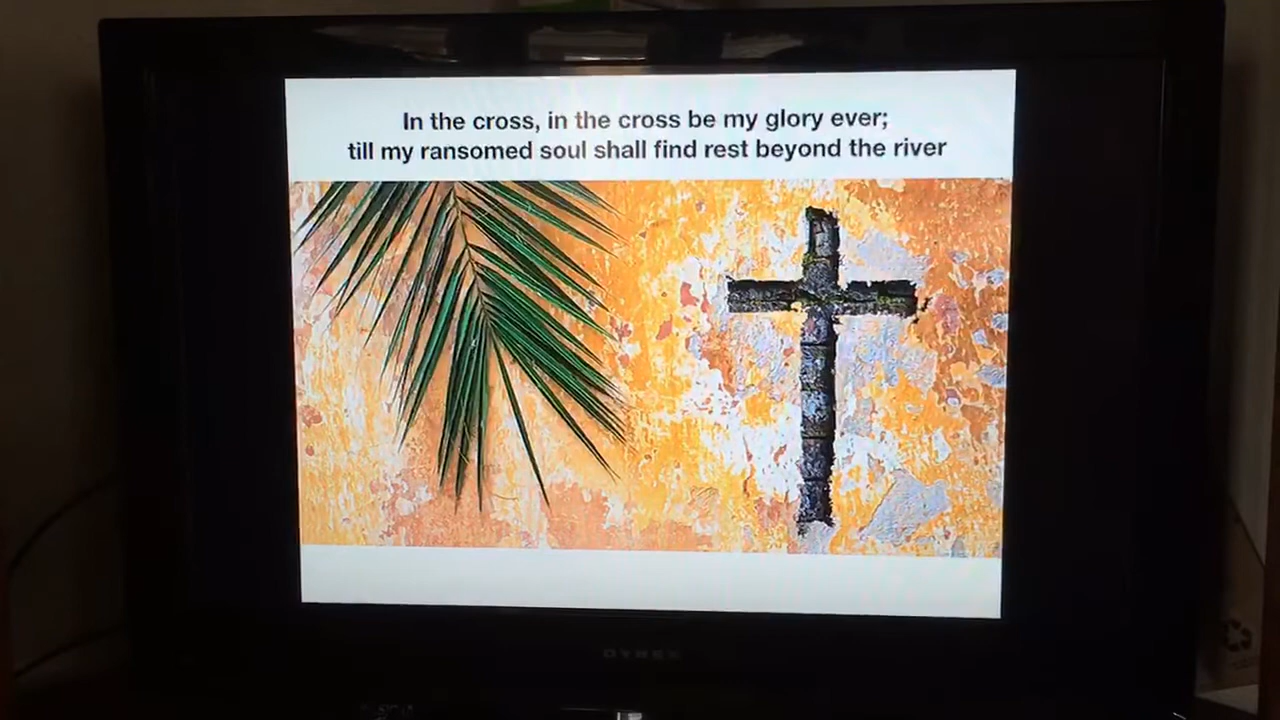 In the cross, in the cross be my glory ever;
till my ransomed soul shall find rest beyond the river